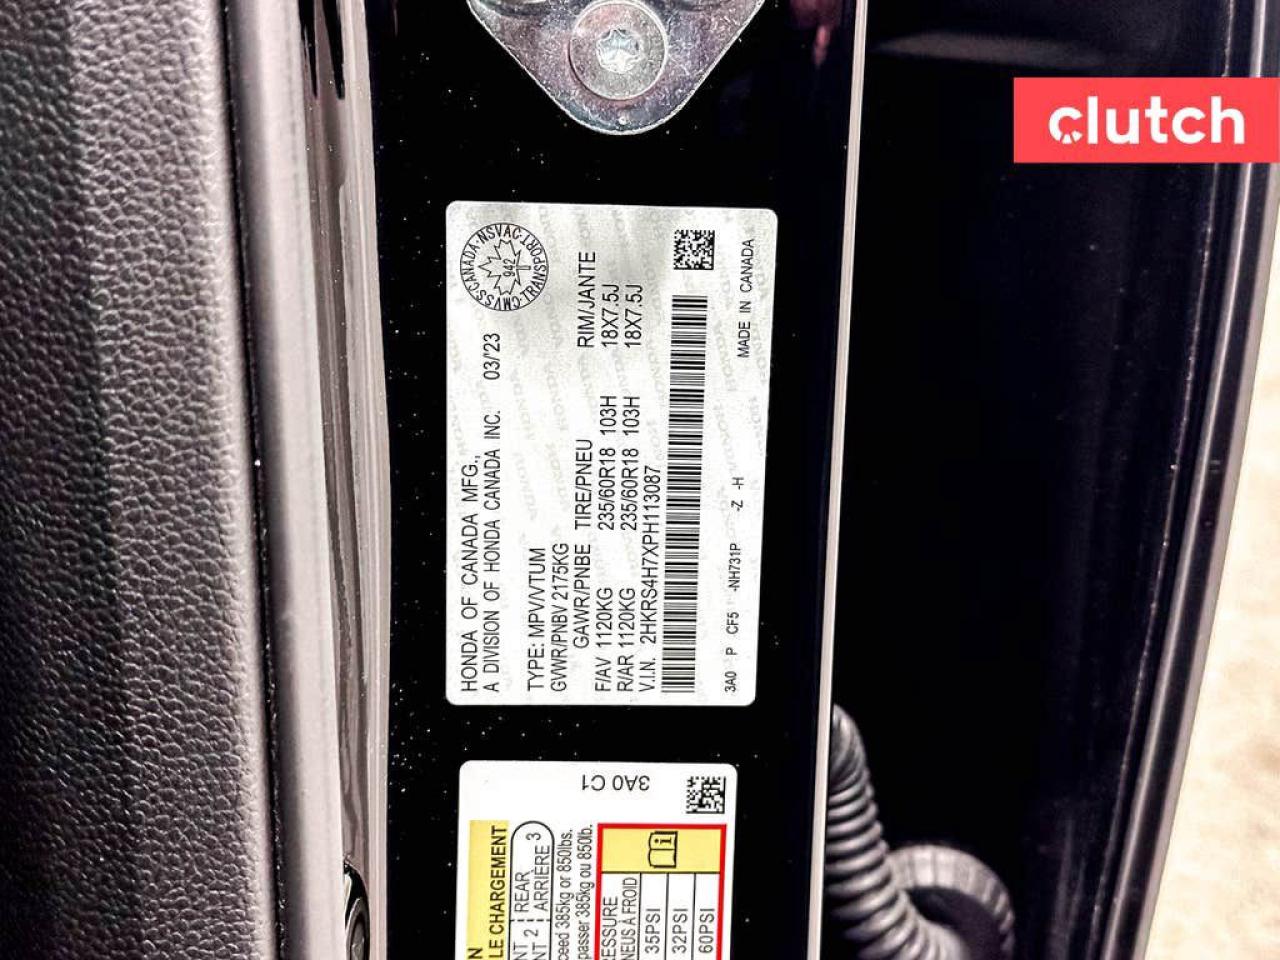 clutch
HONDA OF CANADA MFG.,
A DIVISION OF HONDA CANADA INC. 03/'23
CMVSS·CANADA·NSVAC·TRANSPORT·
942
TYPE: MPV/VTUM
GVWR/PNBV 2175KG
GAWR/PNBE TIRE/PNEU RIM/JANTE
F/AV 1120KG 235/60R18 103H 18X7.5J
R/AR 1120KG 235/60R18 103H 18X7.5J
V.I.N. 2HKRS4H7XPH113087
3A0 P CF5 -NH731P -Z -H MADE IN CANADA
3A0 C1
LE CHARGEMENT
NT 2 REAR
NT 2 ARRIÈRE 3
ceed 385kg or 850lbs.
passer 385kg ou 850lb.
RESSURE
NEUS À FROID
35PSI
32PSI
60PSI